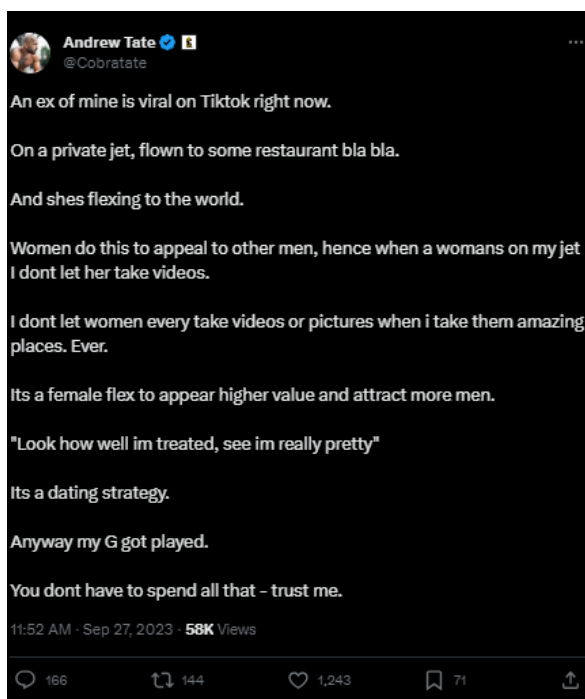 Andrew Tate
@Cobratate
An ex of mine is viral on Tiktok right now.
On a private jet, flown to some restaurant bla bla.
And shes flexing to the world.
Women do this to appeal to other men, hence when a womans on my jet
I dont let her take videos.
I dont let women every take videos or pictures when i take them amazing
places. Ever.
Its a female flex to appear higher value and attract more men.
"Look how well im treated, see im really pretty"
Its a dating strategy.
Anyway my G got played.
You dont have to spend all that - trust me.
11:52 AM · Sep 27, 2023 · 58K Views
166 144 1,243 71